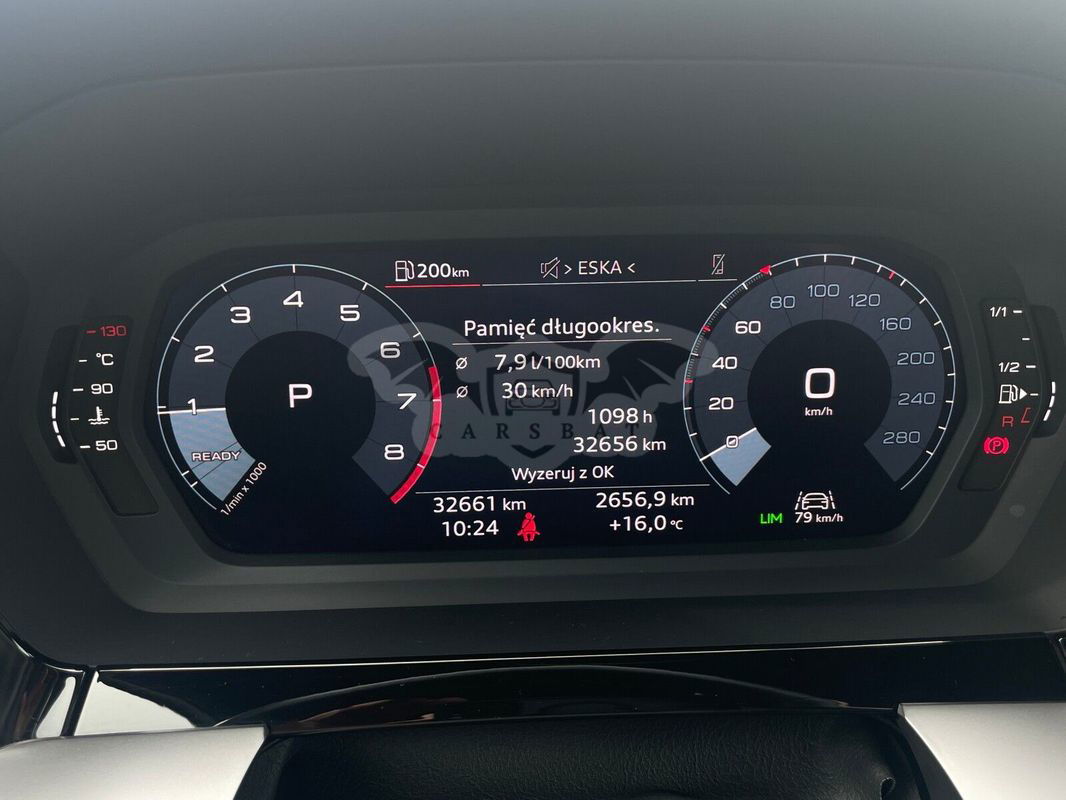 200 km
> ESKA <
Pamięć długookres.
Ø 7,9 l/100km
Ø 30 km/h
1098 h
32656 km
Wyzeruj z OK
32661 km
2656,9 km
10:24
+16,0 °C
1
2
3
4
5
6
7
8
P
READY
1/min x 1000
0
20
40
60
80
100
120
160
200
240
280
0
km/h
LIM
79 km/h
130
°C
90
50
1/1
1/2
R
P
CARSBAT